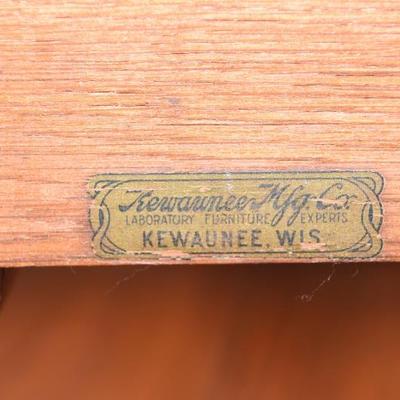 Kewaunee Mfg. Co.
LABORATORY FURNITURE EXPERTS
KEWAUNEE, WIS.